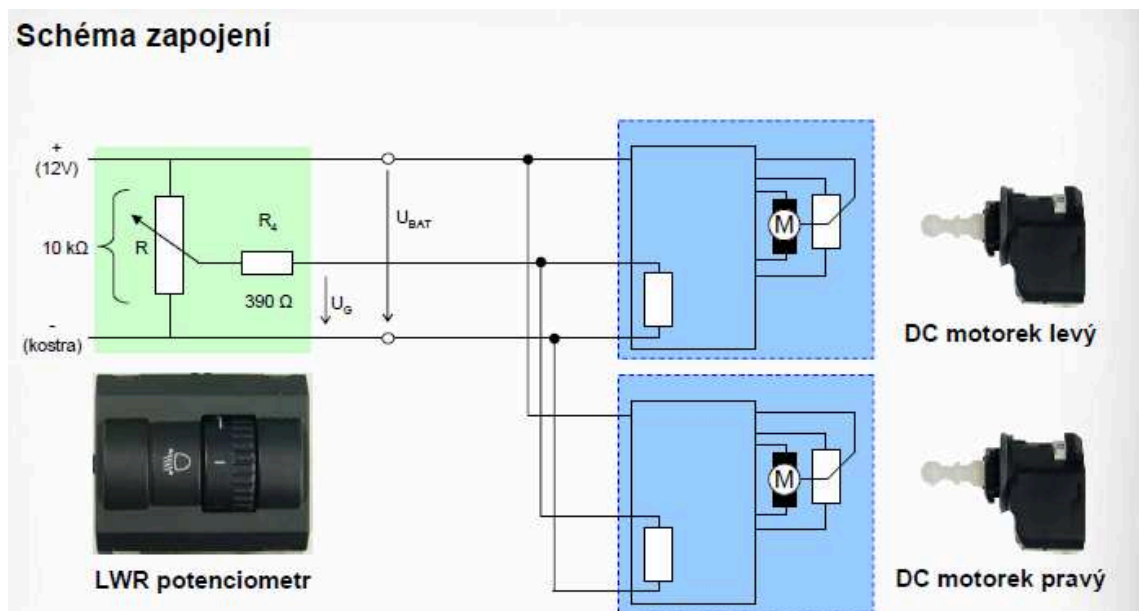 Schéma zapojení
+
(12V)
10 kΩ
R
R4
390 Ω
UG
UBAT
-
(kostra)
M
DC motorek levý
M
LWR potenciometr
DC motorek pravý